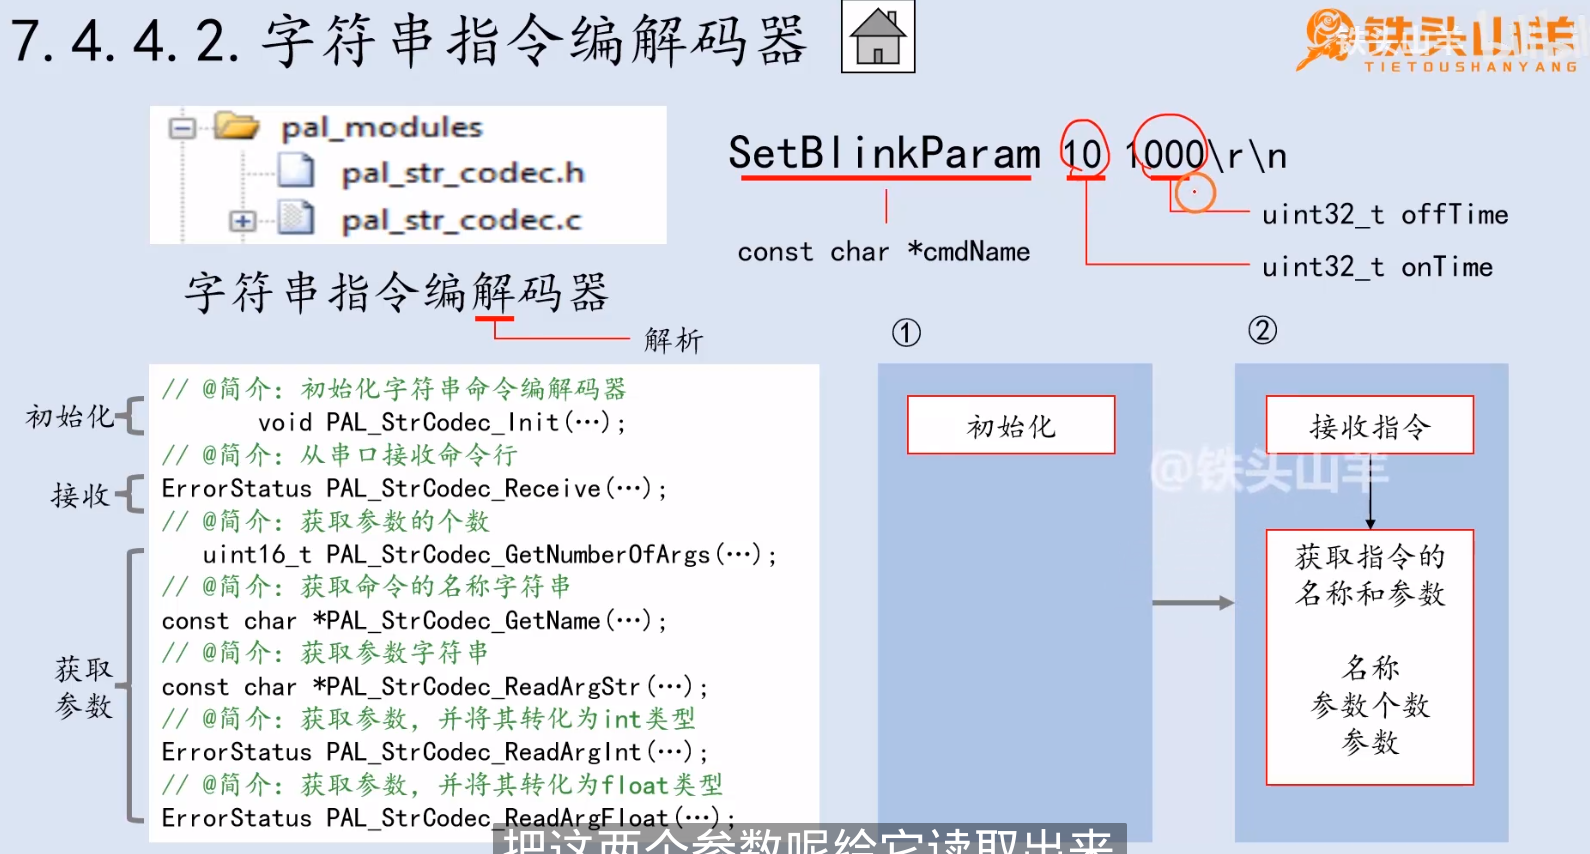 7.4.4.2.字符串指令编解码器
铁头山羊
TIETOUSHANYANG
pal_modules
pal_str_codec.h
pal_str_codec.c
SetBlinkParam 10 1000\r\n
uint32_t offTime
const char *cmdName
uint32_t onTime
字符串指令编解码器
解析
初始化
接收
获取
参数
// @简介：初始化字符串命令编解码器
void PAL_StrCodec_Init(…);
// @简介：从串口接收命令行
ErrorStatus PAL_StrCodec_Receive(…);
// @简介：获取参数的个数
uint16_t PAL_StrCodec_GetNumberOfArgs(…);
// @简介：获取命令的名称字符串
const char *PAL_StrCodec_GetName(…);
// @简介：获取参数字符串
const char *PAL_StrCodec_ReadArgStr(…);
// @简介：获取参数，并将其转化为int类型
ErrorStatus PAL_StrCodec_ReadArgInt(…);
// @简介：获取参数，并将其转化为float类型
ErrorStatus PAL_StrCodec_ReadArgFloat(…);
①
初始化
②
接收指令
@铁头山羊
获取指令的
名称和参数
名称
参数个数
参数
把这两个参数呢给它读取出来